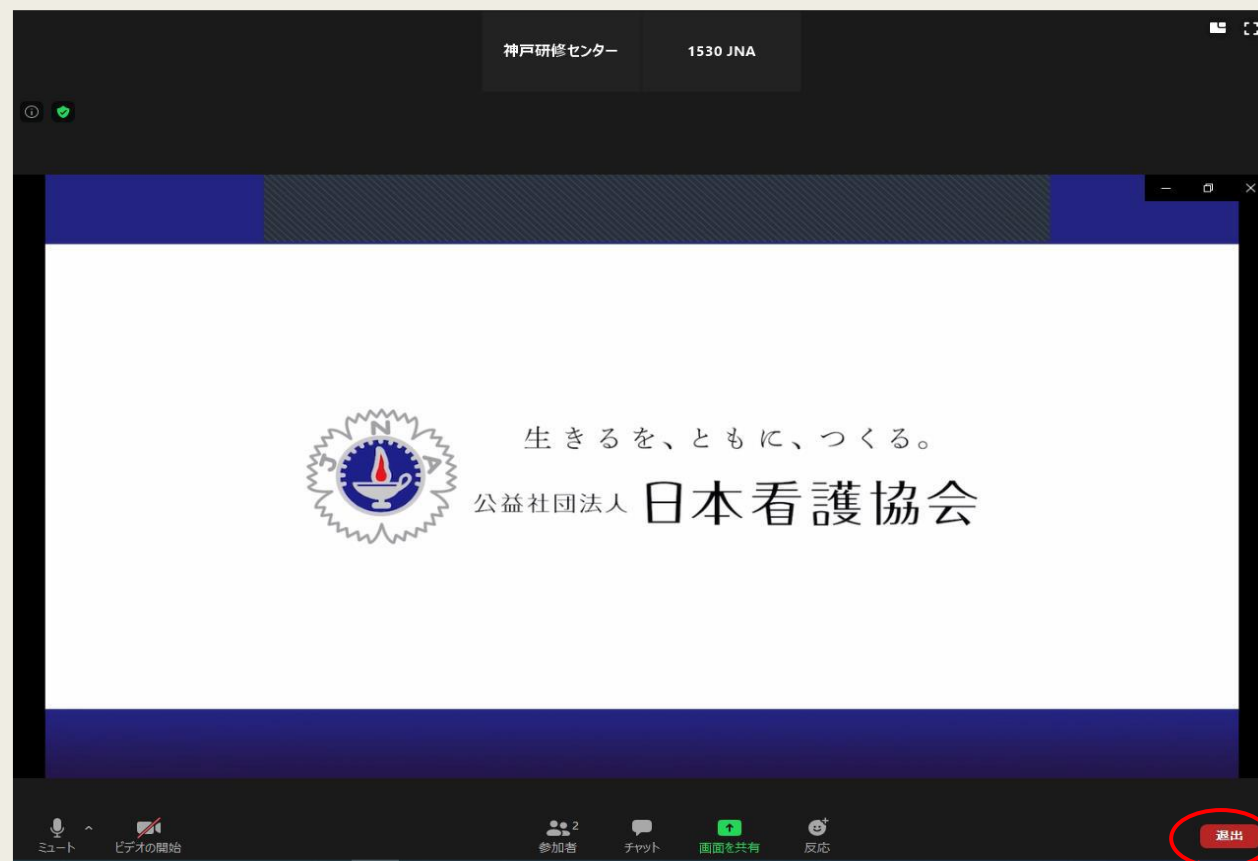 神戸研修センター
1530 JNA
JNA
生きるを、ともに、つくる。
公益社団法人 日本看護協会
ミュート
ビデオの開始
2
参加者
チャット
画面を共有
反応
退出